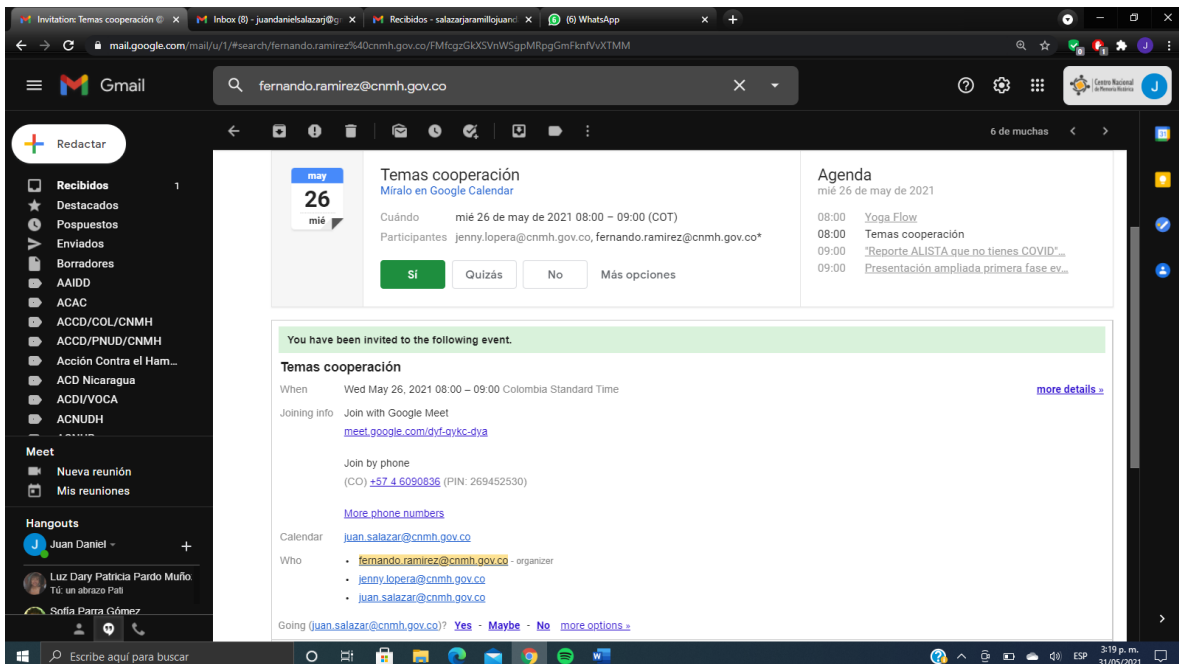 Invitation: Temas cooperación
Inbox (8) - juandanielsalazarj@g
Recibidos - salazarjaramillojuand
(6) WhatsApp
mail.google.com/mail/u/1/#search/fernando.ramirez%40cnmh.gov.co/FMfcgzGkXSVnWSgpMRpgGmFknfVvXTMM
Gmail
fernando.ramirez@cnmh.gov.co
Centro Nacional
de Memoria Histórica
J
Redactar
6 de muchas
Recibidos 1
Destacados
Pospuestos
Enviados
Borradores
AAIDD
ACAC
ACCD/COL/CNMH
ACCD/PNUD/CNMH
Acción Contra el Ham...
ACD Nicaragua
ACDI/VOCA
ACNUDH
Meet
Nueva reunión
Mis reuniones
Hangouts
Juan Daniel
Luz Dary Patricia Pardo Muño
Tú: un abrazo Pati
Sofía Parra Gómez
may
26
mié
Temas cooperación
Míralo en Google Calendar
Cuándo mié 26 de may de 2021 08:00 – 09:00 (COT)
Participantes jenny.lopera@cnmh.gov.co, fernando.ramirez@cnmh.gov.co*
Sí Quizás No Más opciones
Agenda
mié 26 de may de 2021
08:00 Yoga Flow
08:00 Temas cooperación
09:00 "Reporte ALISTA que no tienes COVID"...
09:00 Presentación ampliada primera fase ev...
You have been invited to the following event.
Temas cooperación
When Wed May 26, 2021 08:00 – 09:00 Colombia Standard Time
more details »
Joining info Join with Google Meet
meet.google.com/dyf-qykc-dya
Join by phone
(CO) +57 4 6090836 (PIN: 269452530)
More phone numbers
Calendar juan.salazar@cnmh.gov.co
Who • fernando.ramirez@cnmh.gov.co - organizer
• jenny.lopera@cnmh.gov.co
• juan.salazar@cnmh.gov.co
Going (juan.salazar@cnmh.gov.co)? Yes - Maybe - No more options »
Escribe aquí para buscar
ESP
3:19 p. m.
31/05/2021